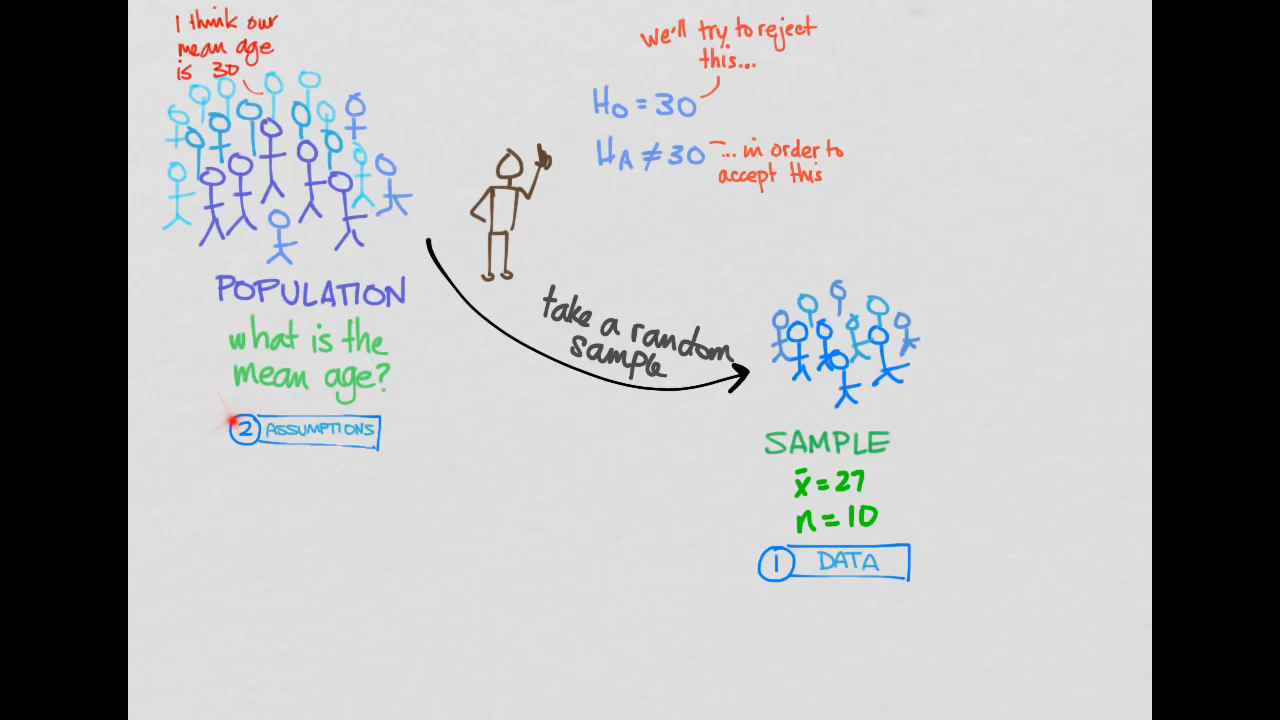 I think our
mean age
is 30
we'll try to reject
this...
H0 = 30
HA ≠ 30
... in order to
accept this
POPULATION
what is the
mean age?
2 ASSUMPTIONS
take a random
sample
SAMPLE
x̄ = 27
n = 10
1 DATA